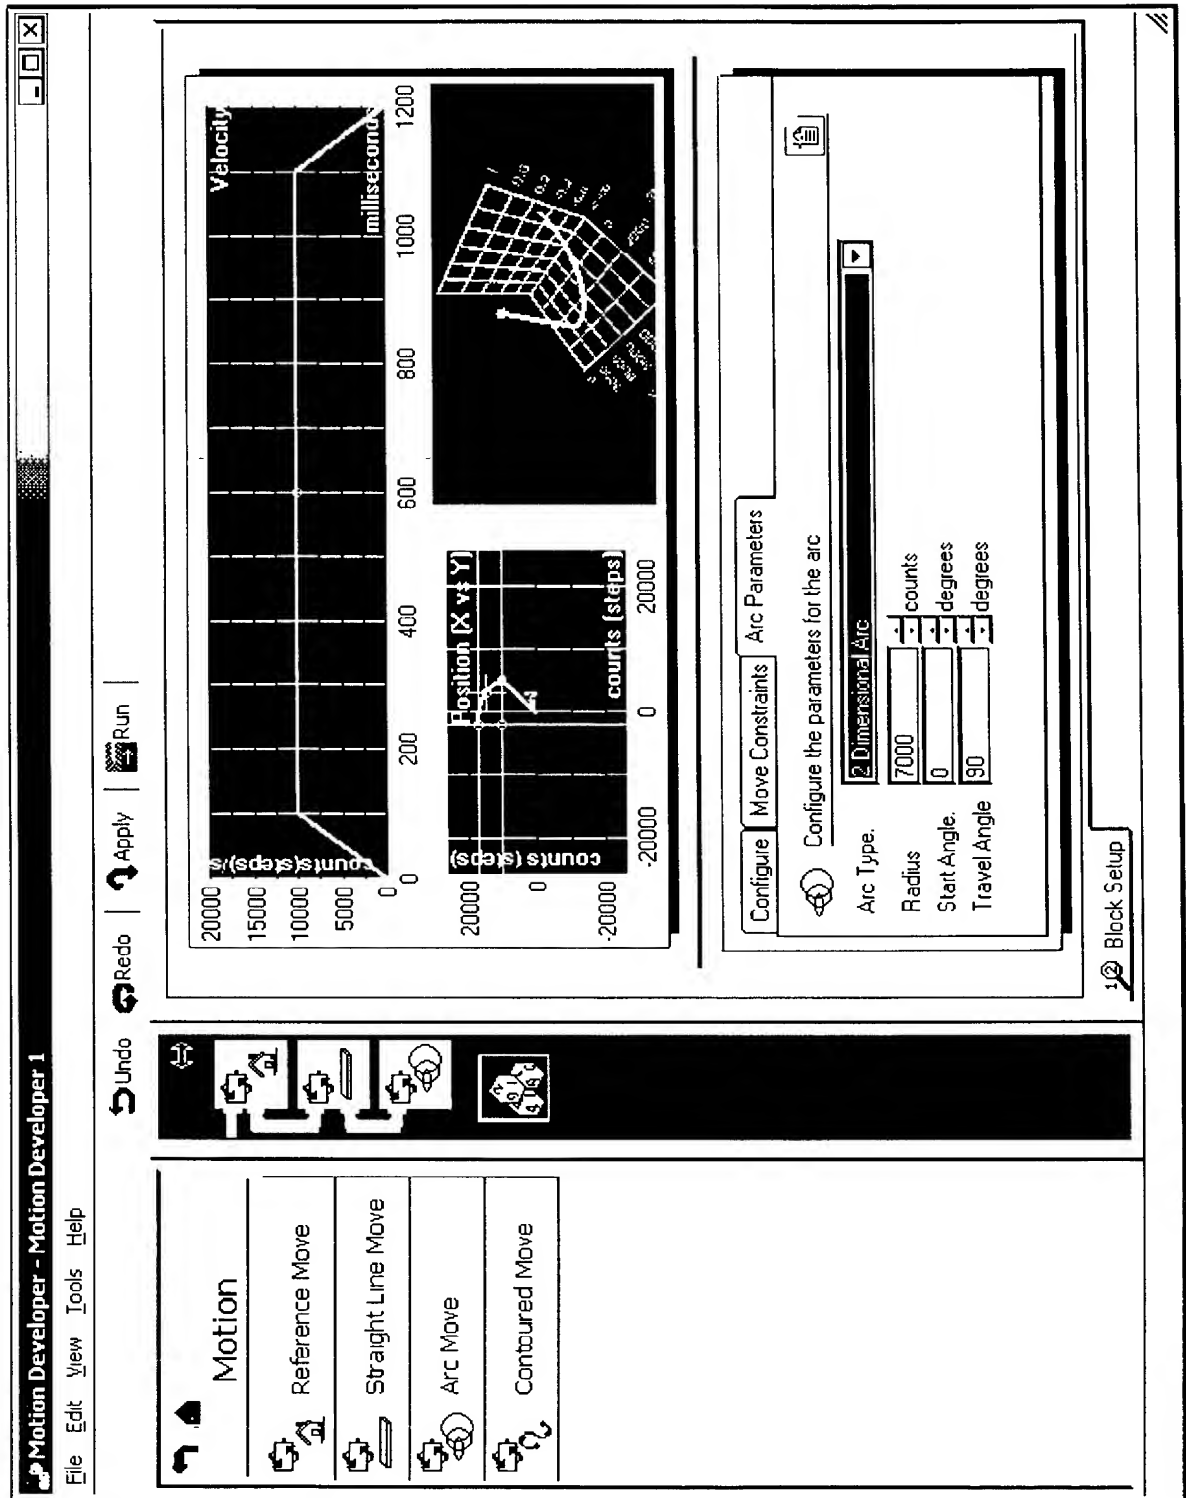 Motion Developer - Motion Developer 1
File Edit View Tools Help
Undo Redo Apply Run
Motion
Reference Move
Straight Line Move
Arc Move
Contoured Move
Velocity
counts(steps)/s
20000
15000
10000
5000
0
milliseconds
0 200 400 600 800 1000 1200
Position (X vs Y)
counts (steps)
20000
0
-20000
counts (steps)
-20000 0 20000
Configure Move Constraints Arc Parameters
Configure the parameters for the arc
Arc Type. 2 Dimensional Arc
Radius 7000 counts
Start Angle. 0 degrees
Travel Angle 90 degrees
Block Setup